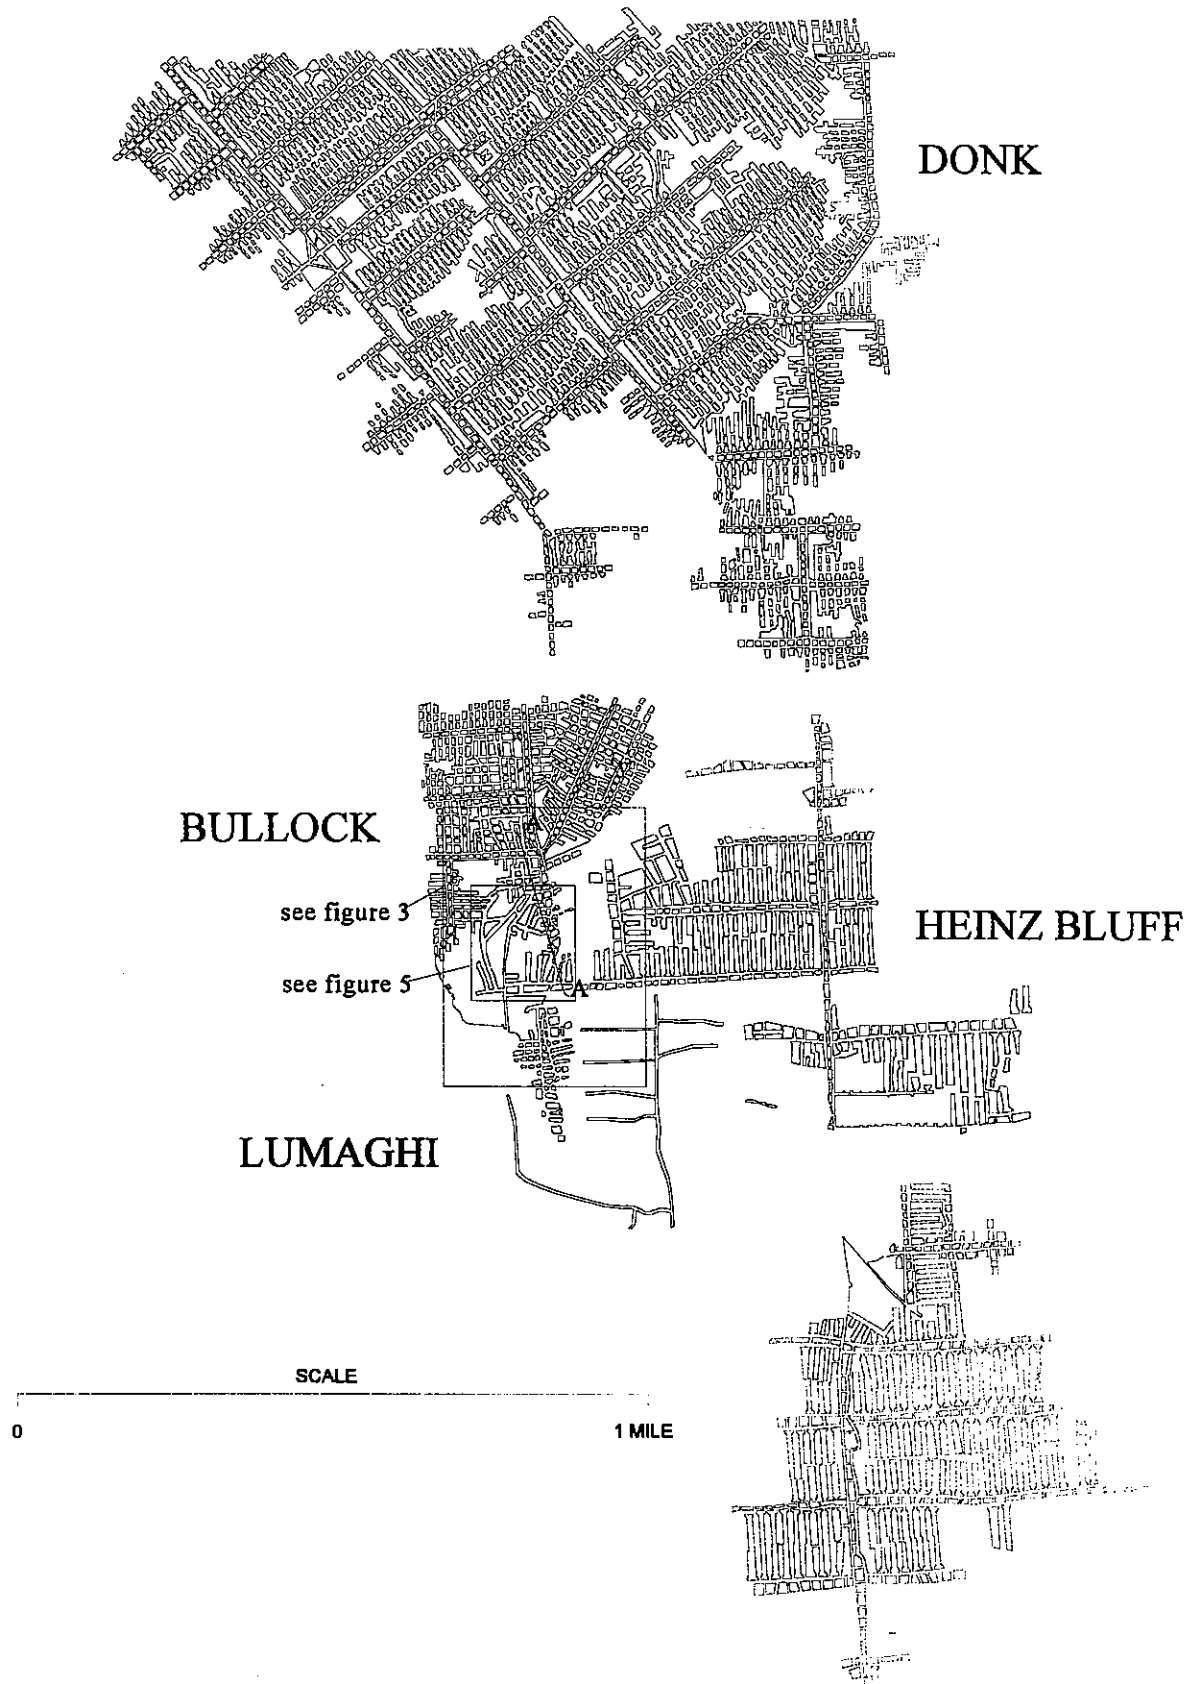 DONK
BULLOCK
A
see figure 3
HEINZ BLUFF
see figure 5
A
LUMAGHI
SCALE
0
1 MILE